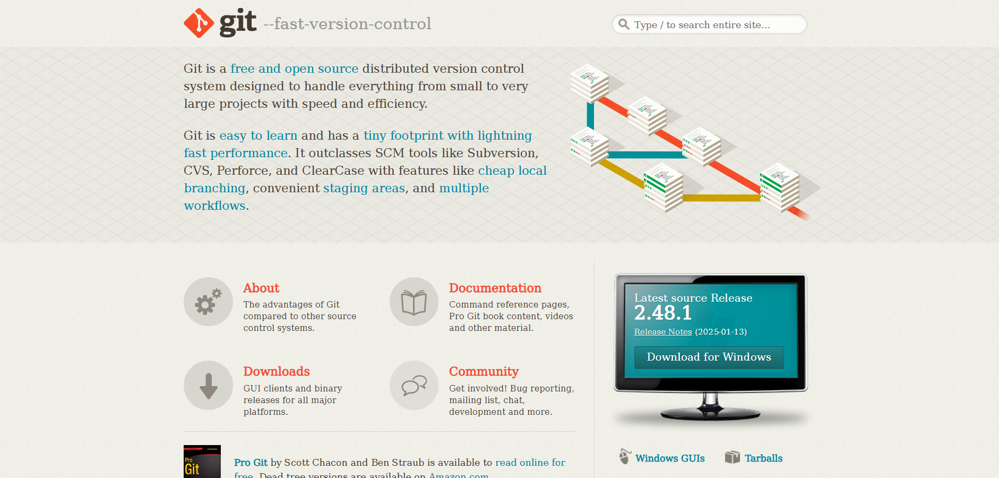 git --fast-version-control
Type / to search entire site...
Git is a free and open source distributed version control
system designed to handle everything from small to very
large projects with speed and efficiency.
Git is easy to learn and has a tiny footprint with lightning
fast performance. It outclasses SCM tools like Subversion,
CVS, Perforce, and ClearCase with features like cheap local
branching, convenient staging areas, and multiple
workflows.
About
The advantages of Git
compared to other source
control systems.
Documentation
Command reference pages,
Pro Git book content, videos
and other material.
Downloads
GUI clients and binary
releases for all major
platforms.
Community
Get involved! Bug reporting,
mailing list, chat,
development and more.
Pro
Git
Pro Git by Scott Chacon and Ben Straub is available to read online for
free. Dead tree versions are available on Amazon.com.
Latest source Release
2.48.1
Release Notes (2025-01-13)
Download for Windows
Windows GUIs
Tarballs